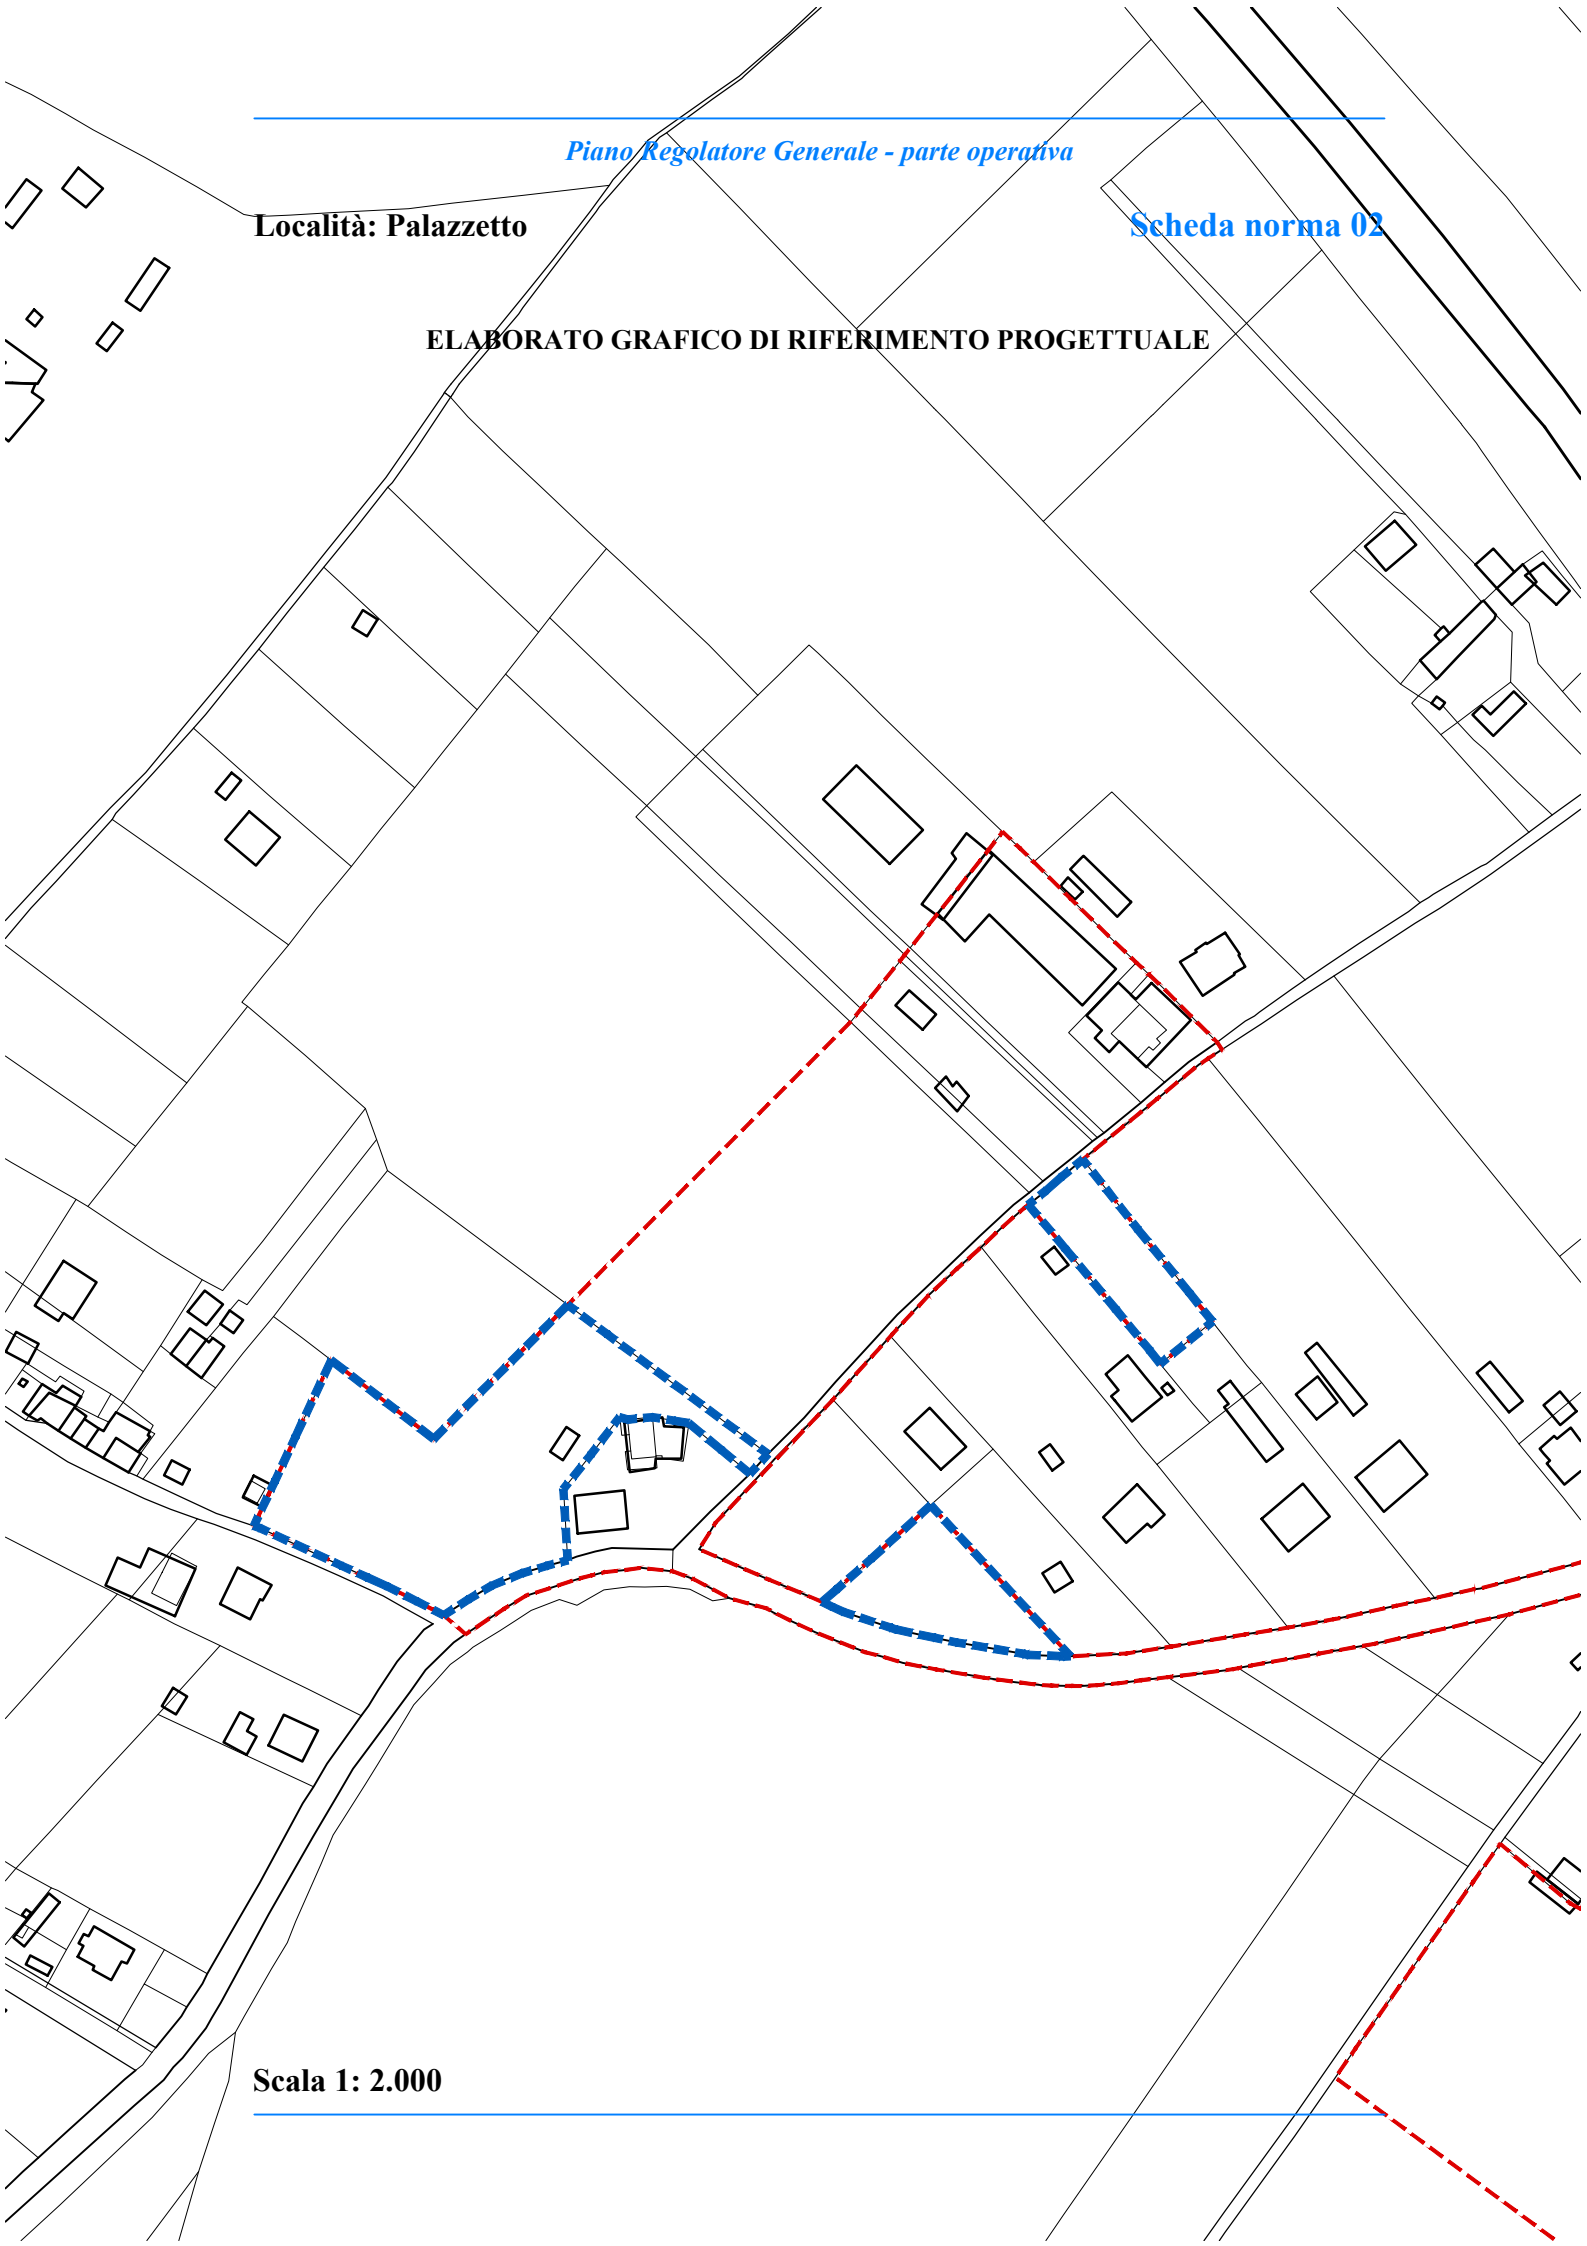 Piano Regolatore Generale - parte operativa
Località: Palazzetto
Scheda norma 02
ELABORATO GRAFICO DI RIFERIMENTO PROGETTUALE
Scala 1: 2.000